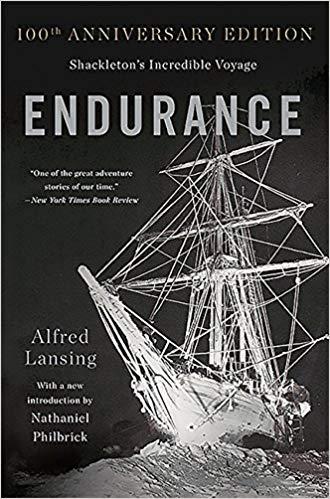 100th ANNIVERSARY EDITION
Shackleton's Incredible Voyage
ENDURANCE
"One of the great adventure
stories of our time."
—New York Times Book Review
Alfred
Lansing
With a new
introduction by
Nathaniel
Philbrick